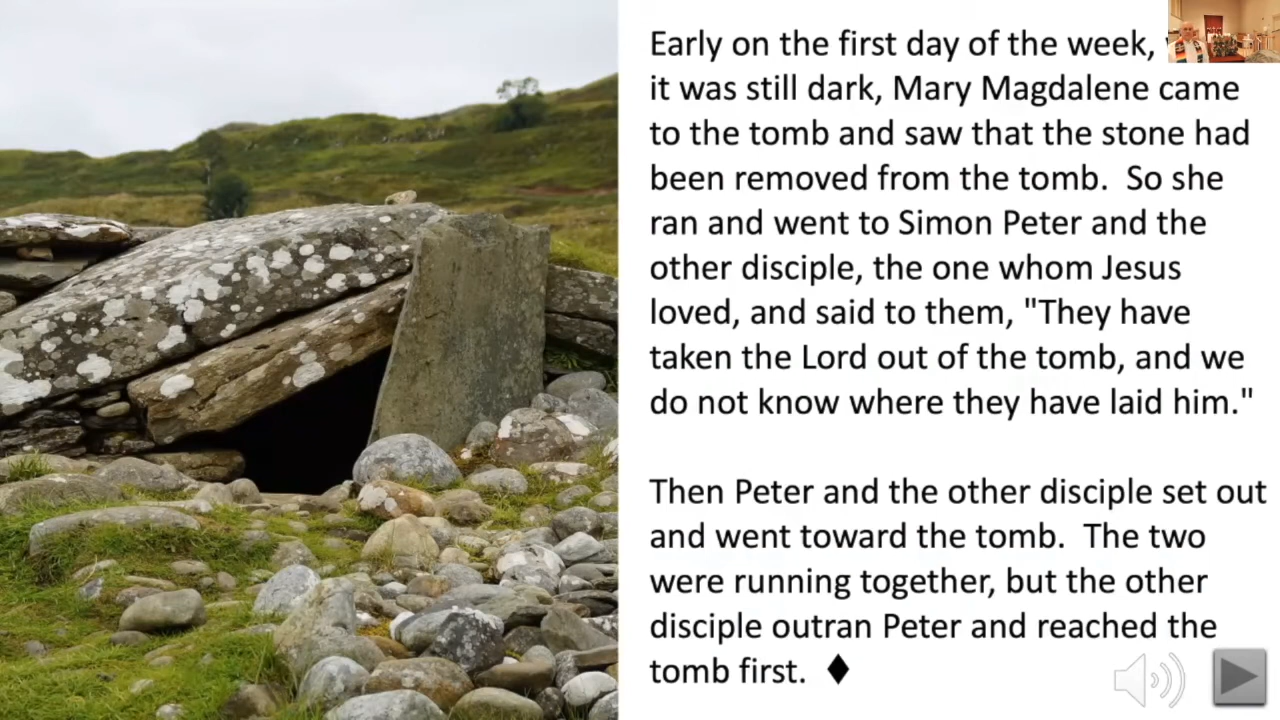 Early on the first day of the week,
it was still dark, Mary Magdalene came
to the tomb and saw that the stone had
been removed from the tomb.  So she
ran and went to Simon Peter and the
other disciple, the one whom Jesus
loved, and said to them, "They have
taken the Lord out of the tomb, and we
do not know where they have laid him."
Then Peter and the other disciple set out
and went toward the tomb.  The two
were running together, but the other
disciple outran Peter and reached the
tomb first.  ♦